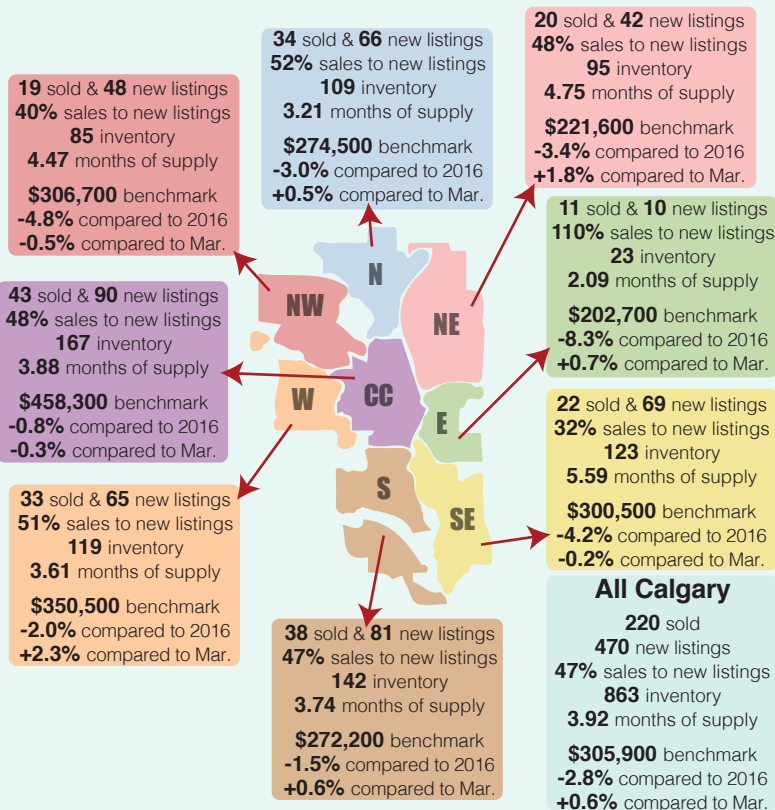 34 sold & 66 new listings
52% sales to new listings
109 inventory
3.21 months of supply
$274,500 benchmark
-3.0% compared to 2016
+0.5% compared to Mar.
20 sold & 42 new listings
48% sales to new listings
95 inventory
4.75 months of supply
$221,600 benchmark
-3.4% compared to 2016
+1.8% compared to Mar.
19 sold & 48 new listings
40% sales to new listings
85 inventory
4.47 months of supply
$306,700 benchmark
-4.8% compared to 2016
-0.5% compared to Mar.
11 sold & 10 new listings
110% sales to new listings
23 inventory
2.09 months of supply
$202,700 benchmark
-8.3% compared to 2016
+0.7% compared to Mar.
N
NW
NE
W
CC
E
S
SE
43 sold & 90 new listings
48% sales to new listings
167 inventory
3.88 months of supply
$458,300 benchmark
-0.8% compared to 2016
-0.3% compared to Mar.
22 sold & 69 new listings
32% sales to new listings
123 inventory
5.59 months of supply
$300,500 benchmark
-4.2% compared to 2016
-0.2% compared to Mar.
33 sold & 65 new listings
51% sales to new listings
119 inventory
3.61 months of supply
$350,500 benchmark
-2.0% compared to 2016
+2.3% compared to Mar.
38 sold & 81 new listings
47% sales to new listings
142 inventory
3.74 months of supply
$272,200 benchmark
-1.5% compared to 2016
+0.6% compared to Mar.
All Calgary
220 sold
470 new listings
47% sales to new listings
863 inventory
3.92 months of supply
$305,900 benchmark
-2.8% compared to 2016
+0.6% compared to Mar.